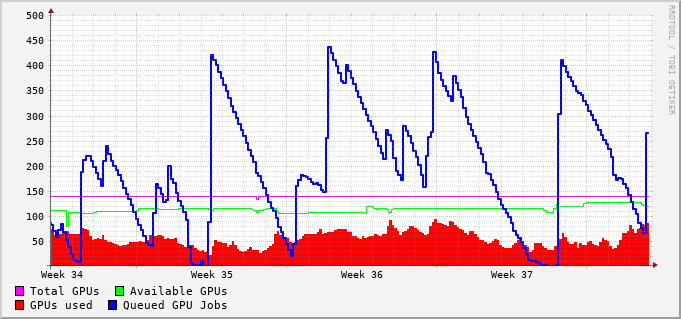 500
450
400
350
300
250
200
150
100
50
Week 34 Week 35 Week 36 Week 37
Total GPUs Available GPUs
GPUs used Queued GPU Jobs
RRDTOOL / TOBI OETIKER